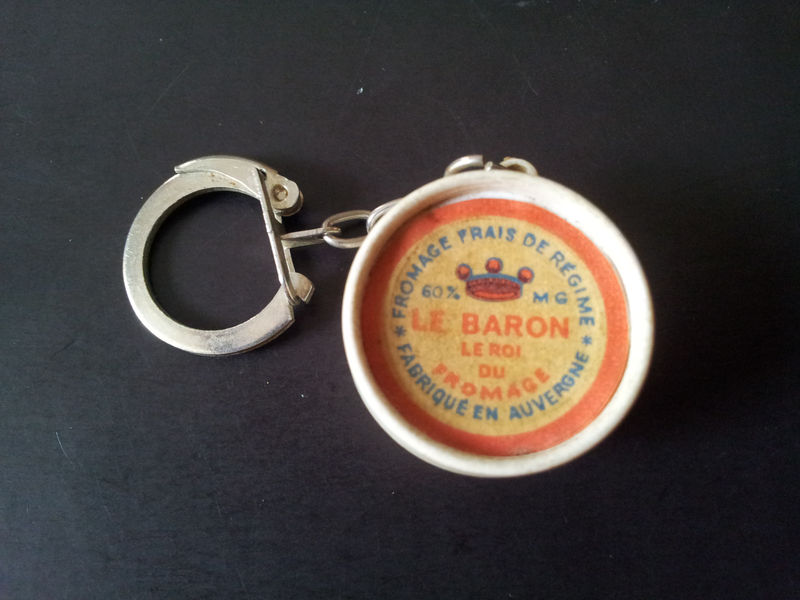 * FROMAGE FRAIS DE RÉGIME *
60% MG
LE BARON
LE ROI
DU
FROMAGE
FABRIQUÉ EN AUVERGNE